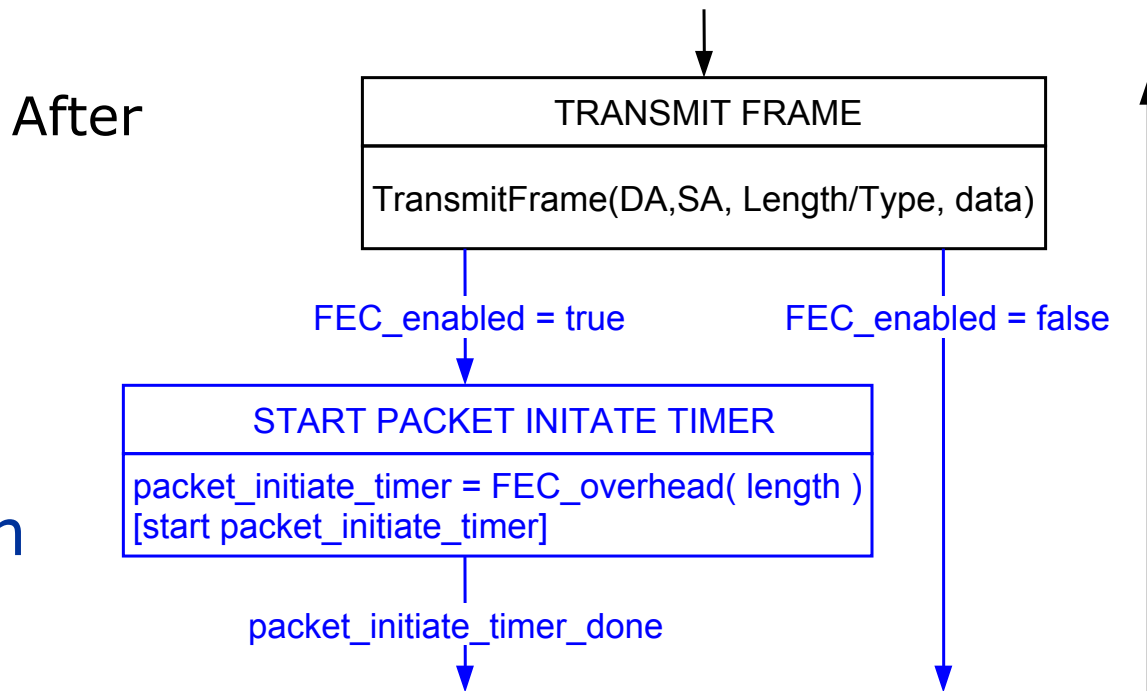 After
TRANSMIT FRAME
TransmitFrame(DA,SA, Length/Type, data)
FEC_enabled = true
FEC_enabled = false
START PACKET INITATE TIMER
packet_initiate_timer = FEC_overhead( length )
[start packet_initiate_timer]
n
packet_initiate_timer_done